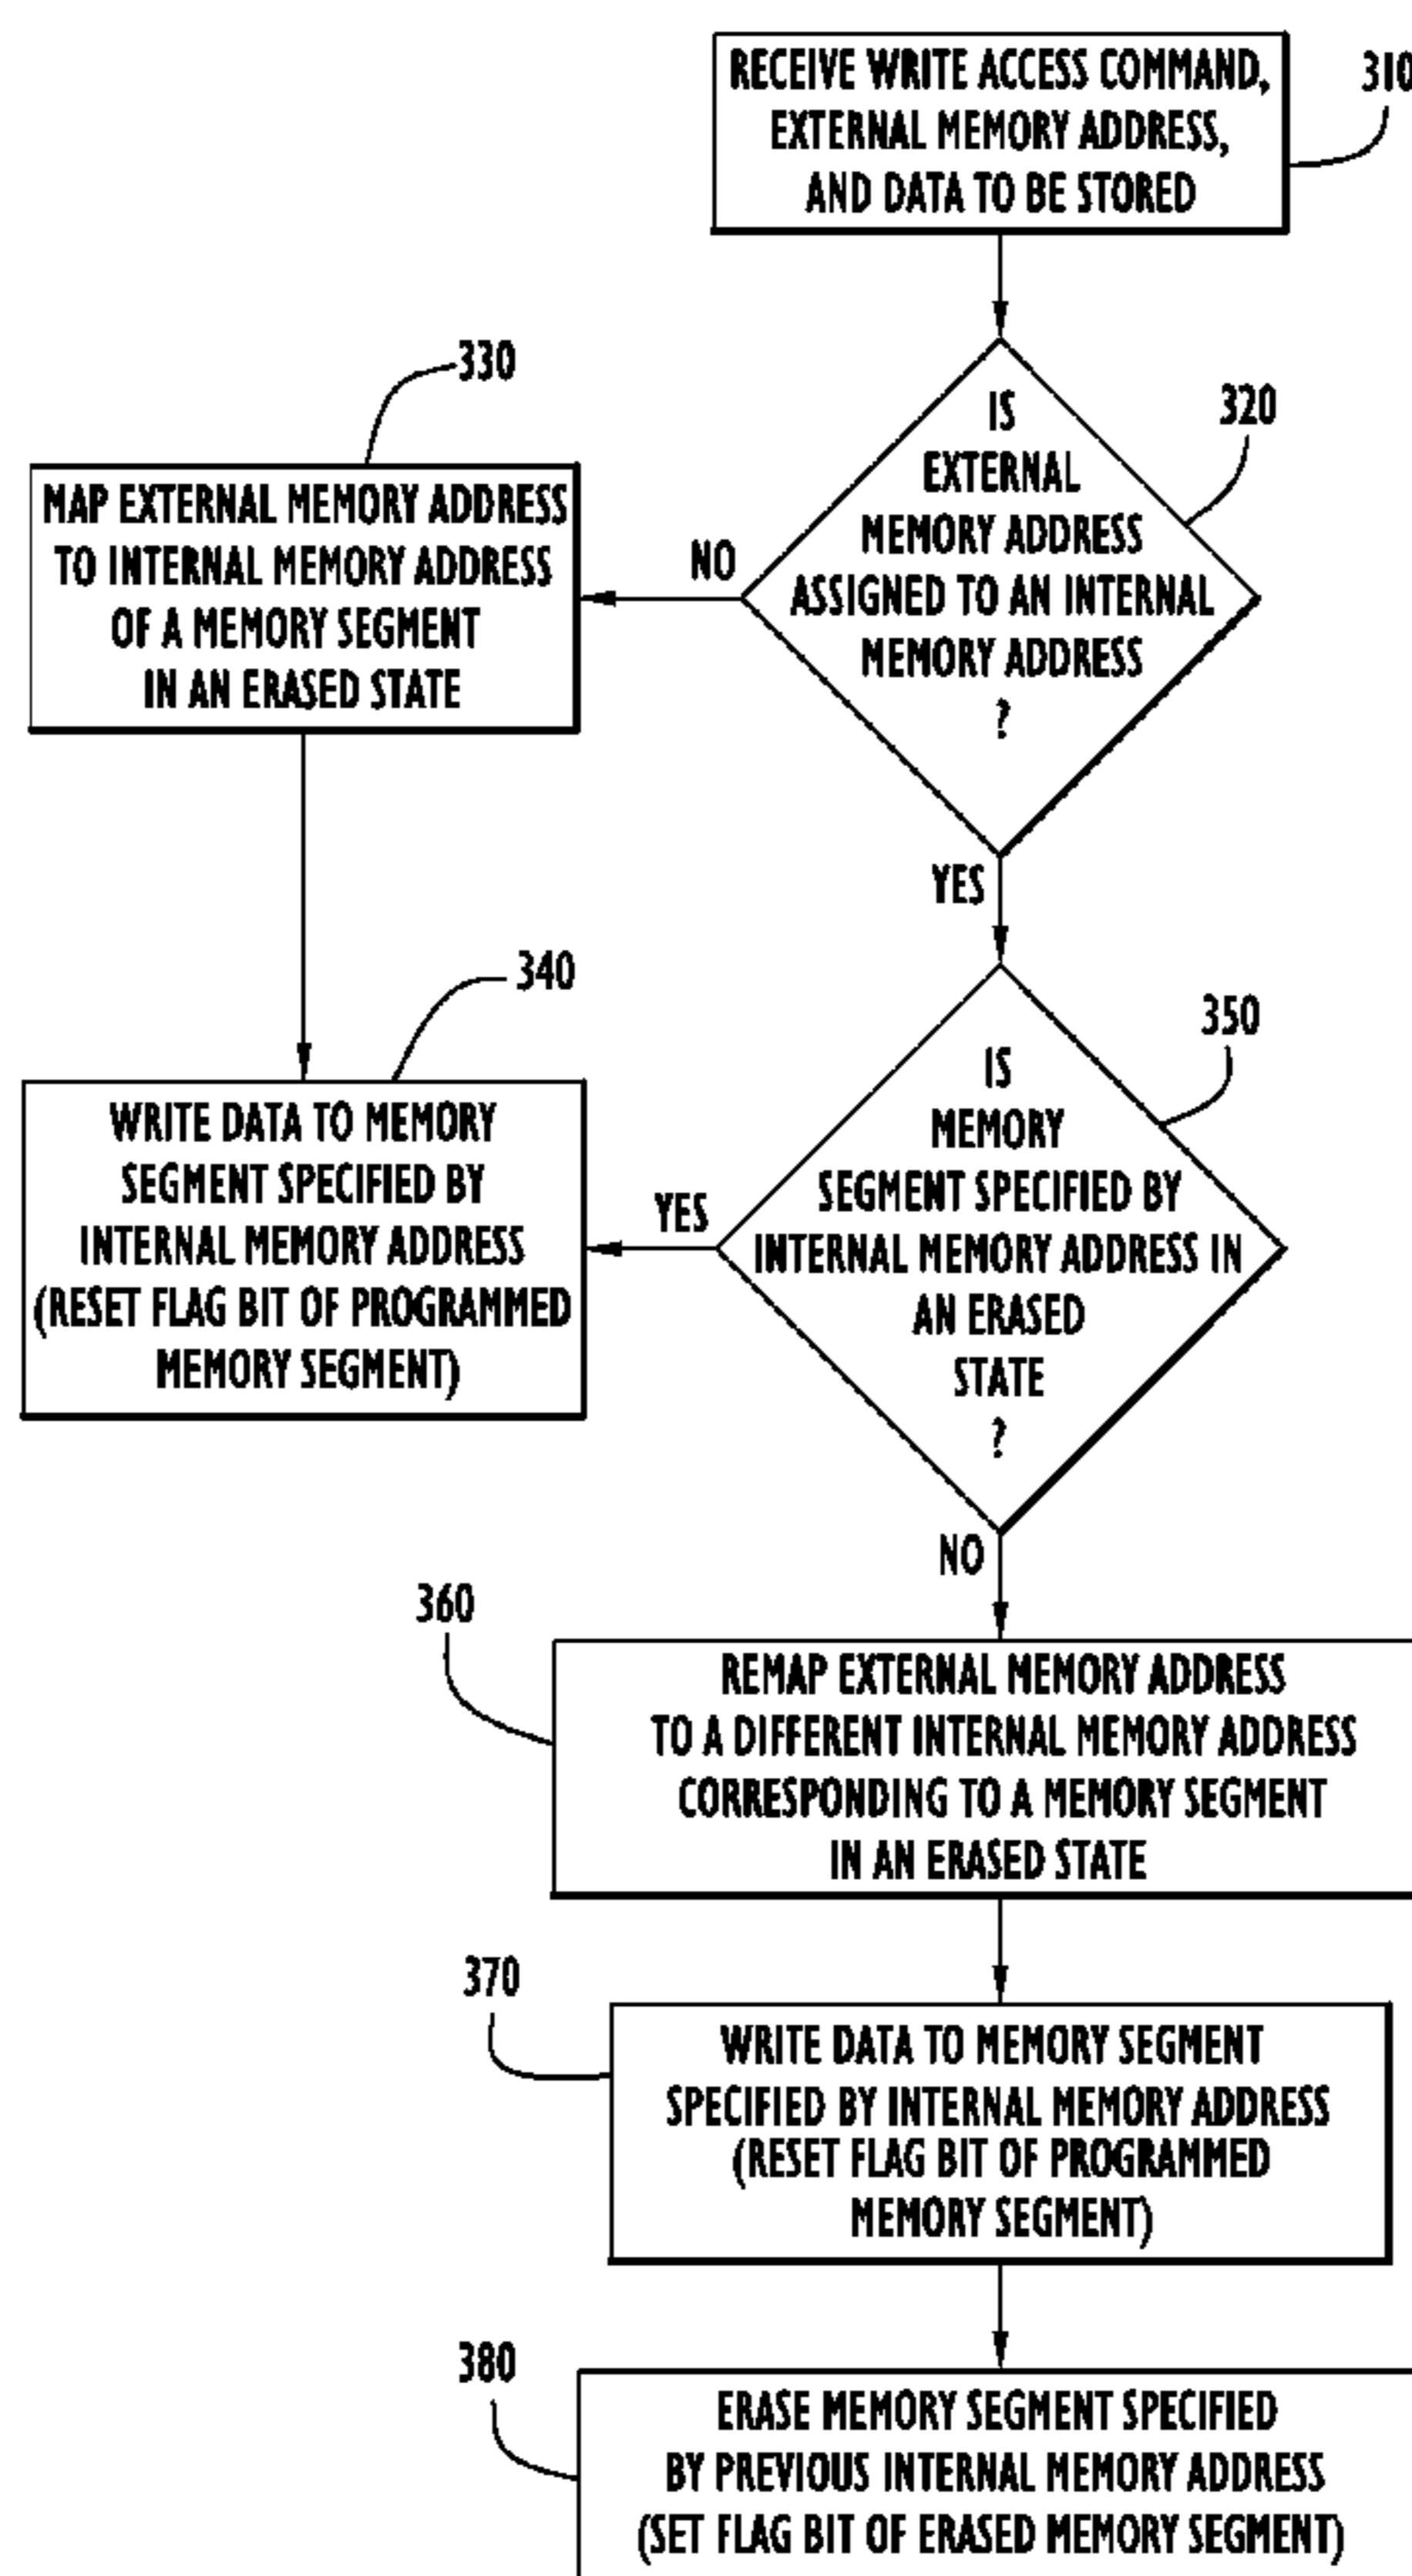 RECEIVE WRITE ACCESS COMMAND,
EXTERNAL MEMORY ADDRESS,
AND DATA TO BE STORED
310
IS
EXTERNAL
MEMORY ADDRESS
ASSIGNED TO AN INTERNAL
MEMORY ADDRESS
?
320
NO
330
MAP EXTERNAL MEMORY ADDRESS
TO INTERNAL MEMORY ADDRESS
OF A MEMORY SEGMENT
IN AN ERASED STATE
YES
340
WRITE DATA TO MEMORY
SEGMENT SPECIFIED BY
INTERNAL MEMORY ADDRESS
(RESET FLAG BIT OF PROGRAMMED
MEMORY SEGMENT)
YES
350
IS
MEMORY
SEGMENT SPECIFIED BY
INTERNAL MEMORY ADDRESS IN
AN ERASED
STATE
?
NO
360
REMAP EXTERNAL MEMORY ADDRESS
TO A DIFFERENT INTERNAL MEMORY ADDRESS
CORRESPONDING TO A MEMORY SEGMENT
IN AN ERASED STATE
370
WRITE DATA TO MEMORY SEGMENT
SPECIFIED BY INTERNAL MEMORY ADDRESS
(RESET FLAG BIT OF PROGRAMMED
MEMORY SEGMENT)
380
ERASE MEMORY SEGMENT SPECIFIED
BY PREVIOUS INTERNAL MEMORY ADDRESS
(SET FLAG BIT OF ERASED MEMORY SEGMENT)